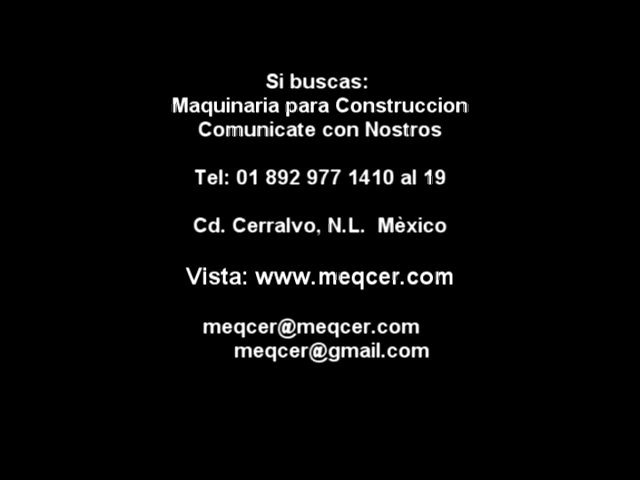 Si buscas:
Maquinaria para Construccion
Comunicate con Nostros
Tel: 01 892 977 1410 al 19
Cd. Cerralvo, N.L. Mèxico
Vista: www.meqcer.com
meqcer@meqcer.com
meqcer@gmail.com